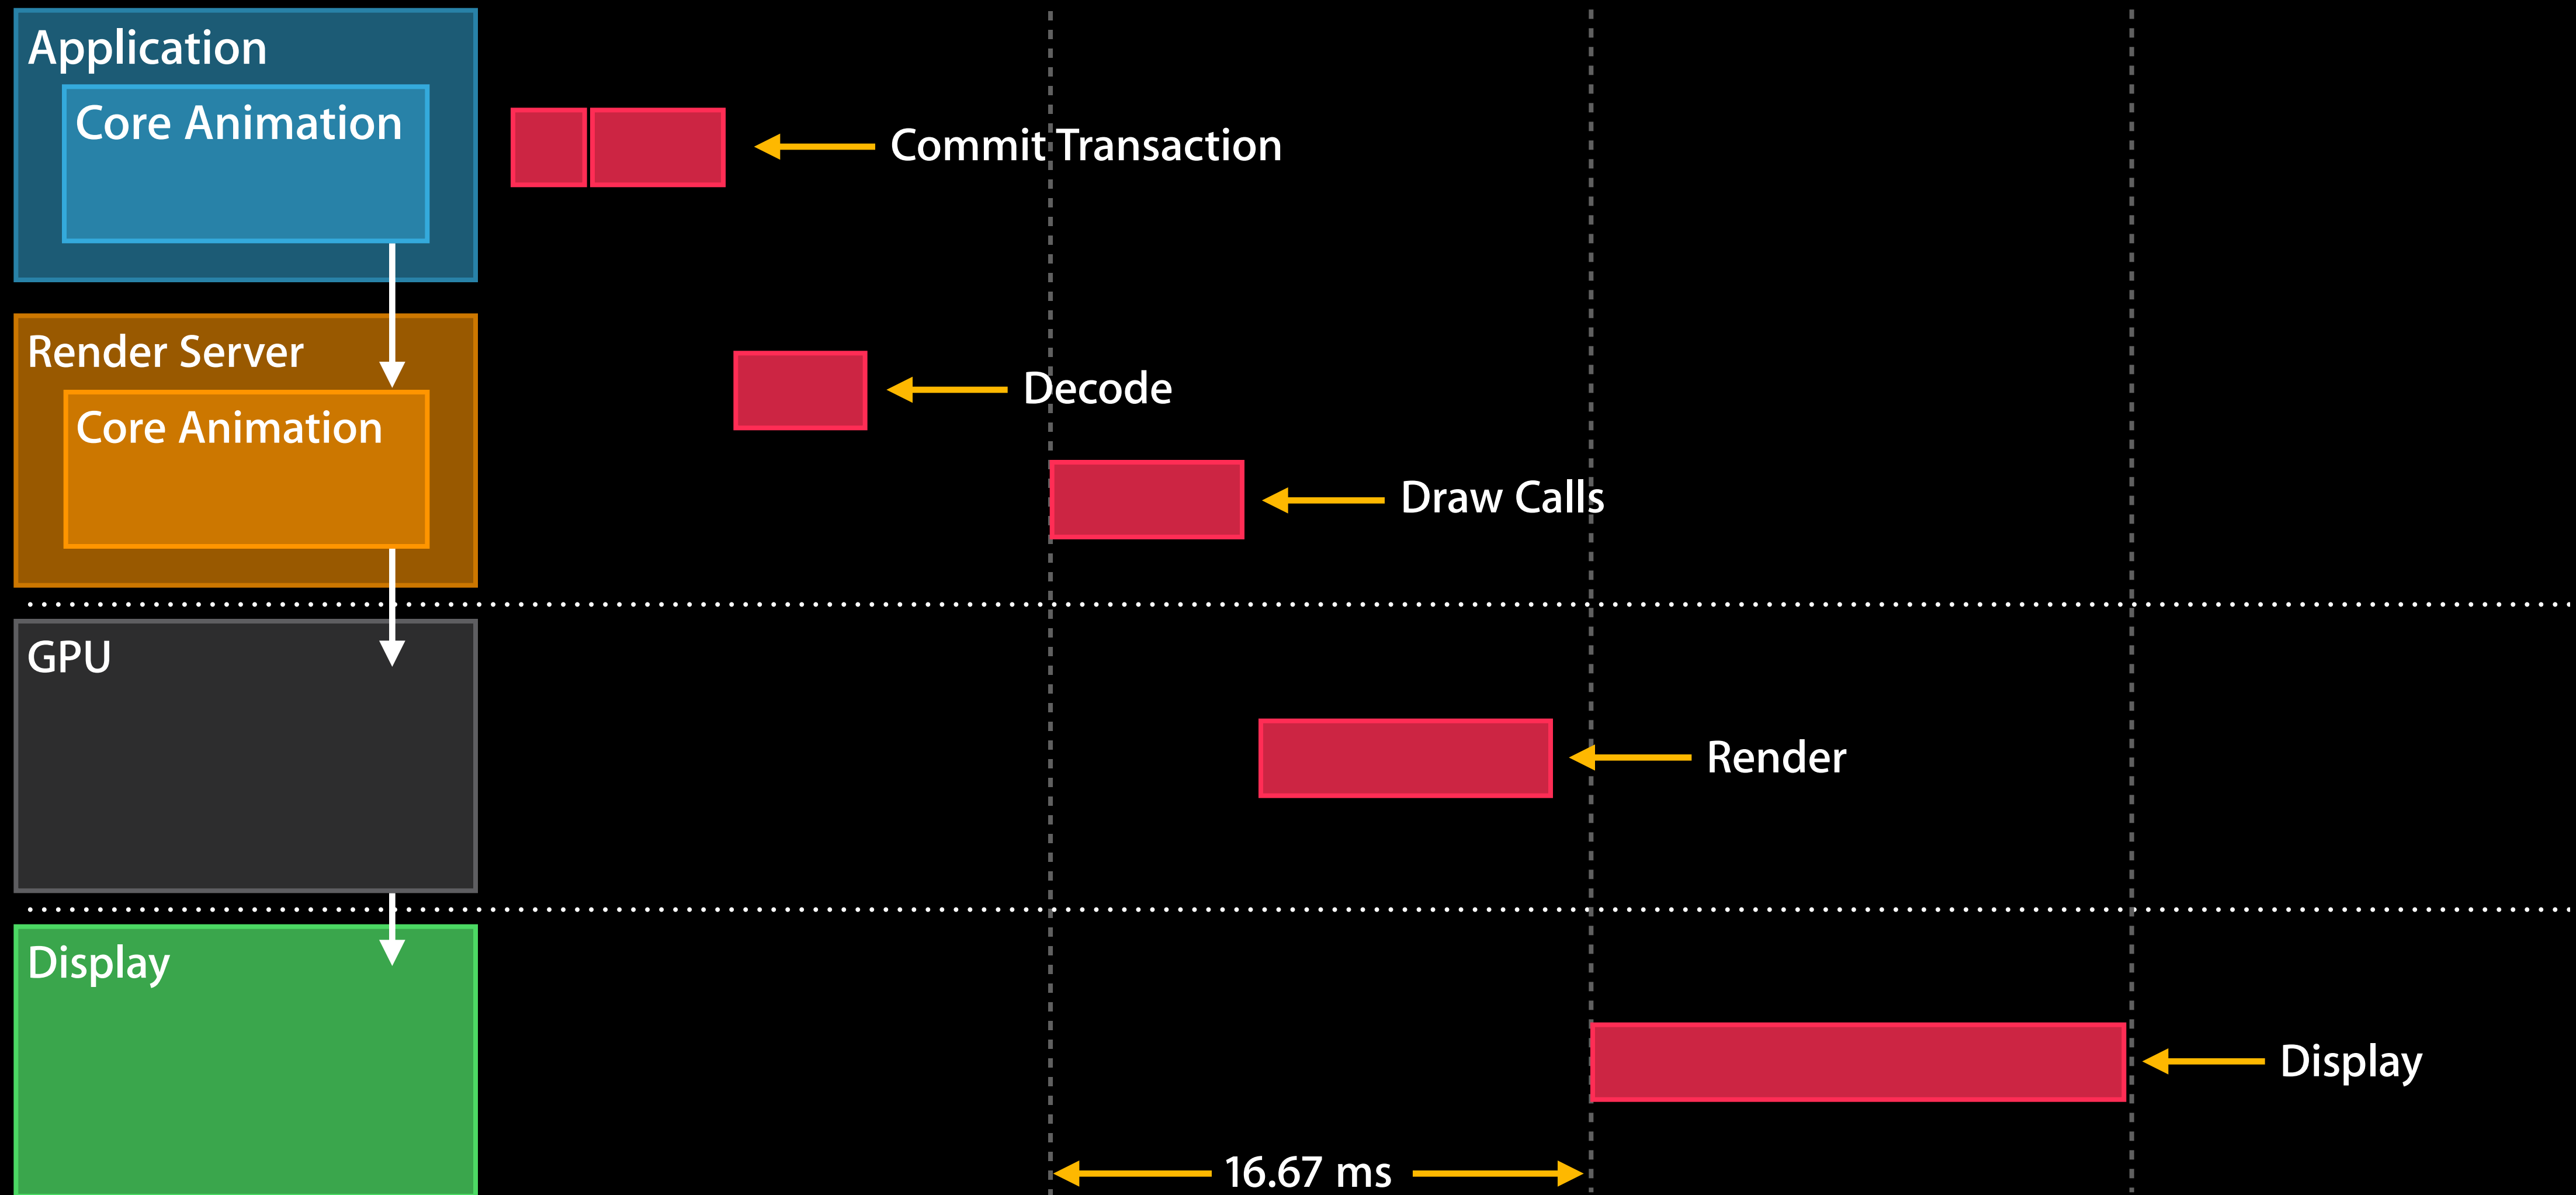 Application
Core Animation
Commit Transaction
Render Server
Decode
Core Animation
Draw Calls
GPU
Render
Display
Display
16.67 ms